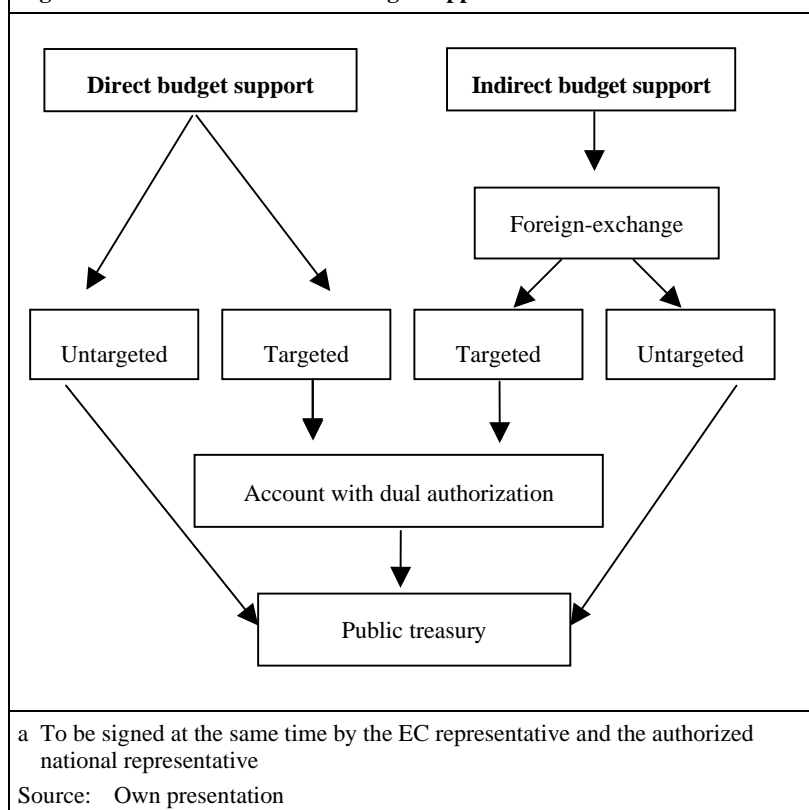 Direct budget support
Indirect budget support
Foreign-exchange
Untargeted
Targeted
Targeted
Untargeted
Account with dual authorization
Public treasury
a To be signed at the same time by the EC representative and the authorized
national representative
Source: Own presentation